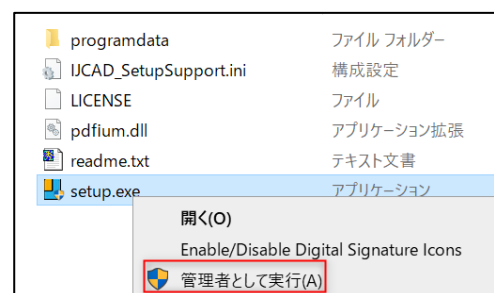 programdata ファイル フォルダー
IJCAD_SetupSupport.ini 構成設定
LICENSE ファイル
pdfium.dll アプリケーション拡張
readme.txt テキスト文書
setup.exe アプリケーション
開く(O)
Enable/Disable Digital Signature Icons
管理者として実行(A)